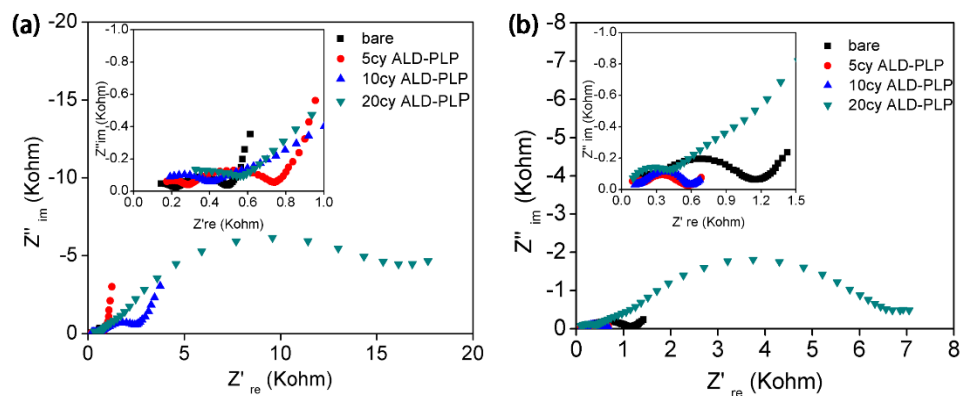 (a)
-20
-15
-10
-5
0
0 5 10 15 20
Z''im (Kohm)
Z're (Kohm)
-1.0
-0.8
-0.6
-0.4
-0.2
0.0
0.0 0.2 0.4 0.6 0.8 1.0
Z''im (Kohm)
Z're (Kohm)
bare
5cy ALD-PLP
10cy ALD-PLP
20cy ALD-PLP
(b)
-8
-7
-6
-5
-4
-3
-2
-1
0
0 1 2 3 4 5 6 7 8
Z''im (Kohm)
Z're (Kohm)
-1.0
-0.8
-0.6
-0.4
-0.2
0.0
0.0 0.3 0.6 0.9 1.2 1.5
Z''im (Kohm)
Z' re (Kohm)
bare
5cy ALD-PLP
10cy ALD-PLP
20cy ALD-PLP